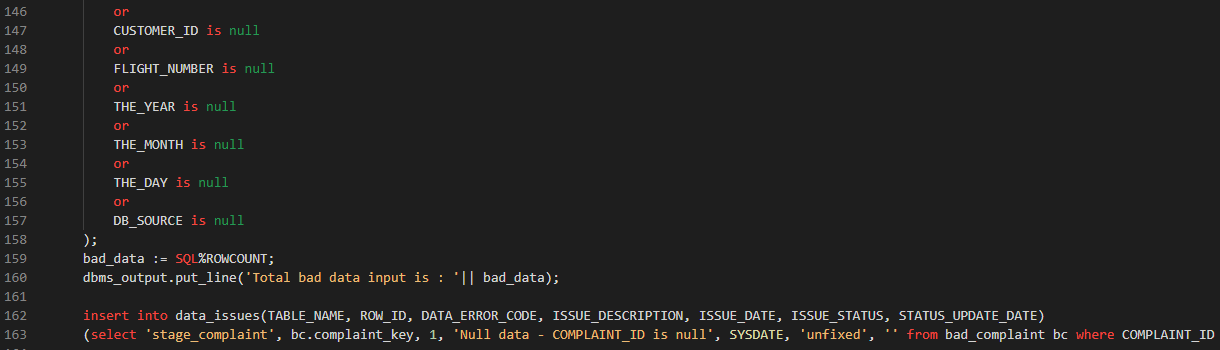 146 or
147 CUSTOMER_ID is null
148 or
149 FLIGHT_NUMBER is null
150 or
151 THE_YEAR is null
152 or
153 THE_MONTH is null
154 or
155 THE_DAY is null
156 or
157 DB_SOURCE is null
158 );
159 bad_data := SQL%ROWCOUNT;
160 dbms_output.put_line('Total bad data input is : '|| bad_data);
161
162 insert into data_issues(TABLE_NAME, ROW_ID, DATA_ERROR_CODE, ISSUE_DESCRIPTION, ISSUE_DATE, ISSUE_STATUS, STATUS_UPDATE_DATE)
163 (select 'stage_complaint', bc.complaint_key, 1, 'Null data - COMPLAINT_ID is null', SYSDATE, 'unfixed', '' from bad_complaint bc where COMPLAINT_ID